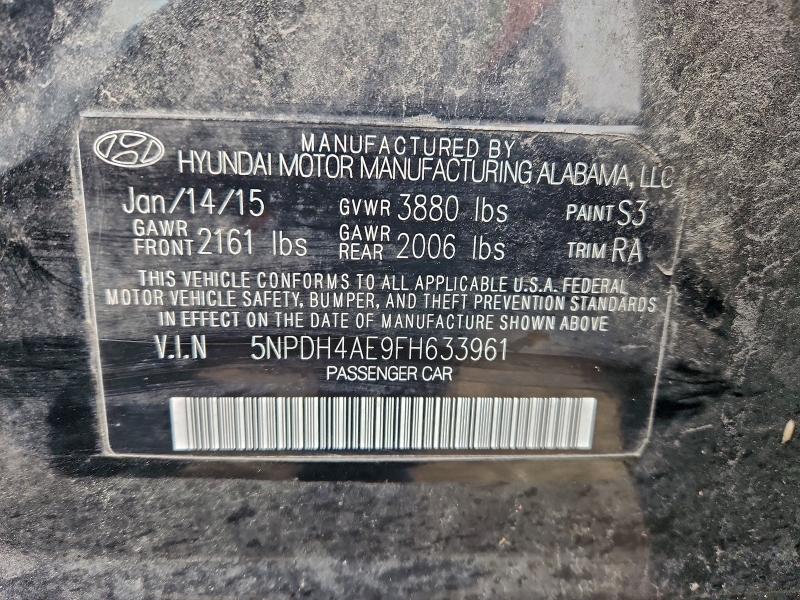 MANUFACTURED BY
HYUNDAI MOTOR MANUFACTURING ALABAMA, LLC
Jan/14/15 GVWR 3880 lbs PAINT S3
GAWR FRONT 2161 lbs GAWR REAR 2006 lbs TRIM RA
THIS VEHICLE CONFORMS TO ALL APPLICABLE U.S.A. FEDERAL
MOTOR VEHICLE SAFETY, BUMPER, AND THEFT PREVENTION STANDARDS
IN EFFECT ON THE DATE OF MANUFACTURE SHOWN ABOVE.
V.I.N 5NPDH4AE9FH633961
PASSENGER CAR